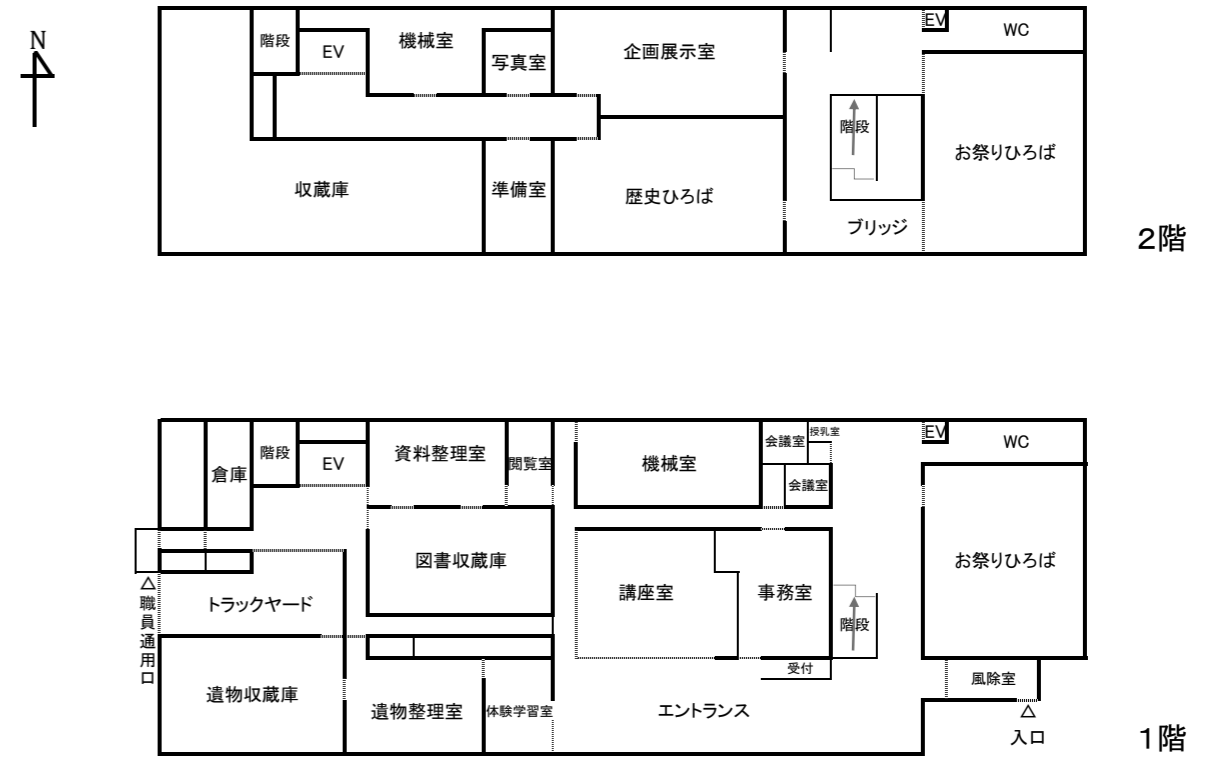 N
階段
EV
機械室
写真室
企画展示室
EV
WC
階段
お祭りひろば
収蔵庫
準備室
歴史ひろば
ブリッジ
2階
倉庫
階段
EV
資料整理室
閲覧室
機械室
会議室
授乳室
会議室
EV
WC
図書収蔵庫
講座室
事務室
お祭りひろば
△
職員通用口
トラックヤード
階段
受付
風除室
遺物収蔵庫
遺物整理室
体験学習室
エントランス
△
入口
1階